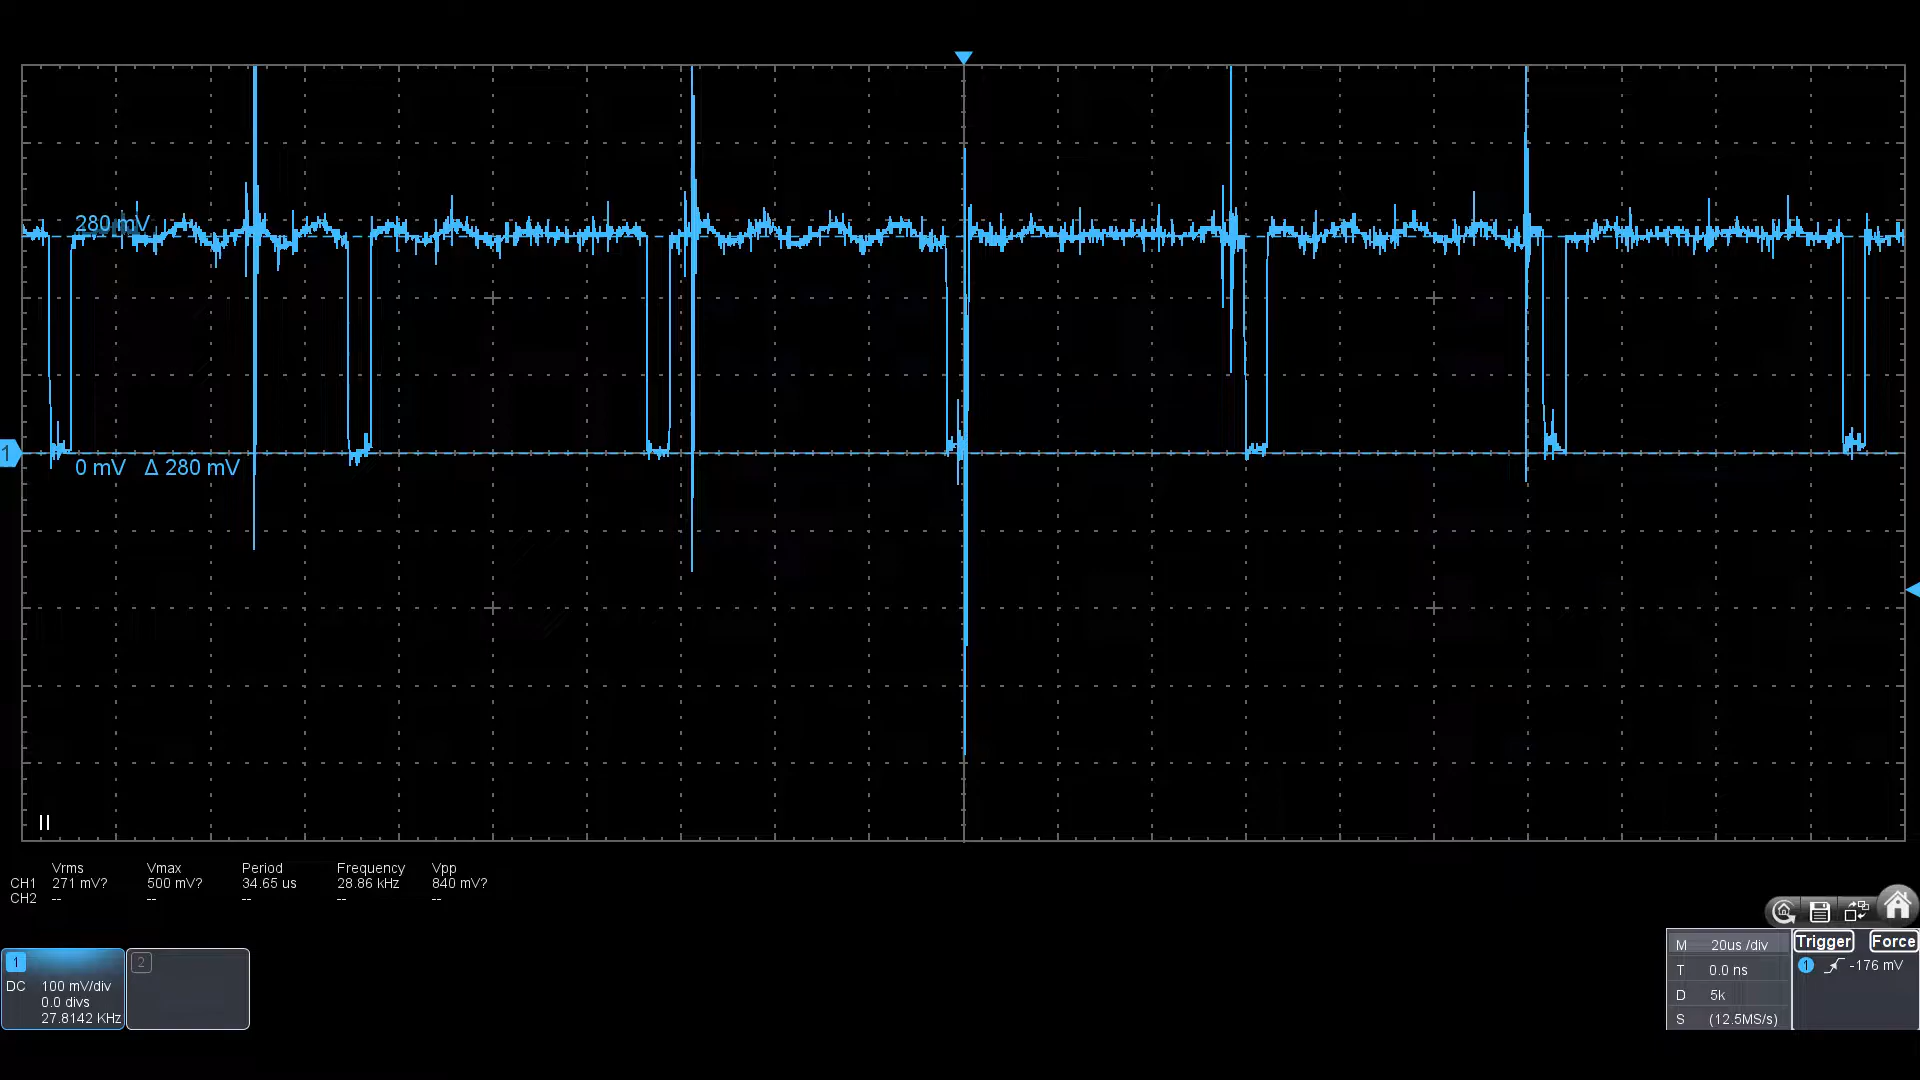 280 mV
1
0 mV Δ 280 mV
Vrms Vmax Period Frequency Vpp
CH1 271 mV? 500 mV? 34.65 us 28.86 kHz 840 mV?
CH2 -- -- -- -- --
1
DC 100 mV/div
0.0 divs
27.8142 KHz
2
M 20us /div
T 0.0 ns
D 5k
S (12.5MS/s)
Trigger Force
1 -176 mV